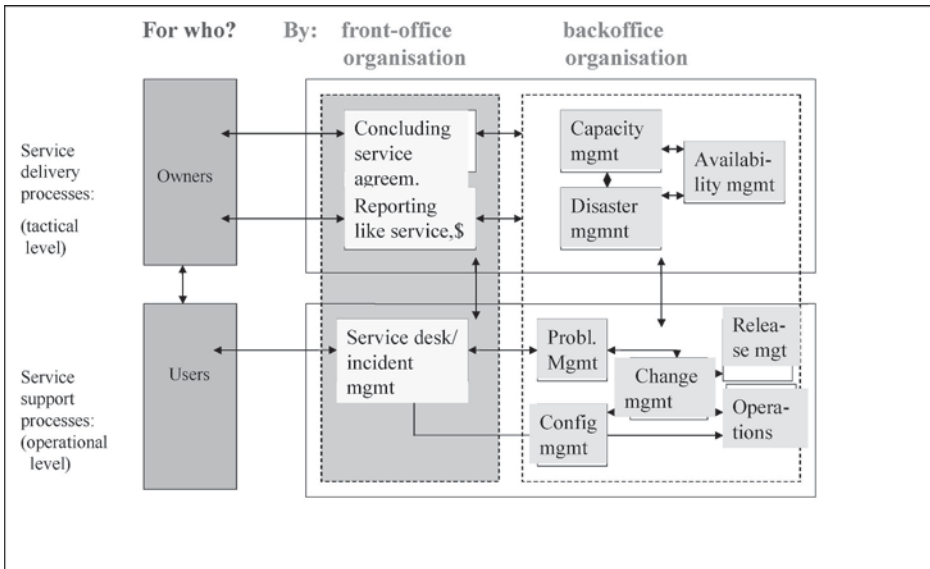 For who?
By:
front-office
organisation
backoffice
organisation
Service
delivery
processes:
(tactical
level)
Owners
Concluding
service
agreem.
Reporting
like service,$
Capacity
mgmt
Availabi-
lity mgmt
Disaster
mgmnt
Service
support
processes:
(operational
level)
Users
Service desk/
incident
mgmt
Probl.
Mgmt
Change
mgmt
Relea-
se mgt
Config
mgmt
Opera-
tions